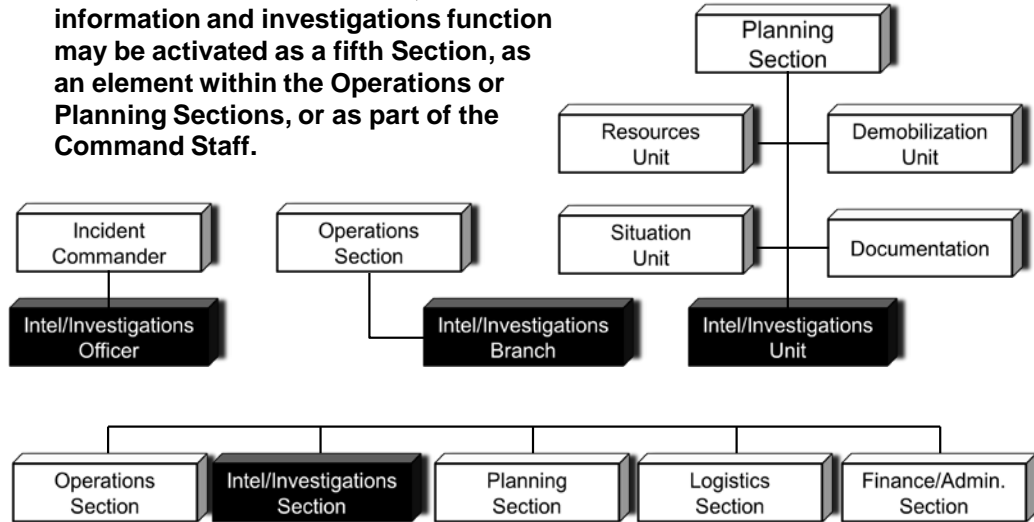 information and investigations function
may be activated as a fifth Section, as
an element within the Operations or
Planning Sections, or as part of the
Command Staff.
Planning
Section
Resources
Unit
Demobilization
Unit
Incident
Commander
Operations
Section
Situation
Unit
Documentation
Intel/Investigations
Officer
Intel/Investigations
Branch
Intel/Investigations
Unit
Operations
Section
Intel/Investigations
Section
Planning
Section
Logistics
Section
Finance/Admin.
Section